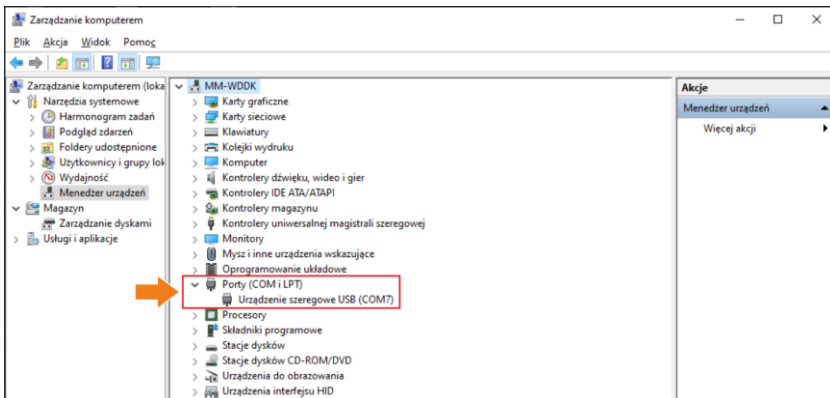 Zarządzanie komputerem
Plik Akcja Widok Pomoc
Zarządzanie komputerem (loka
Narzędzia systemowe
Harmonogram zadań
Podgląd zdarzeń
Foldery udostępnione
Użytkownicy i grupy lok
Wydajność
Menedżer urządzeń
Magazyn
Zarządzanie dyskami
Usługi i aplikacje
MM-WDDK
Karty graficzne
Karty sieciowe
Klawiatury
Kolejki wydruku
Komputer
Kontrolery dźwięku, wideo i gier
Kontrolery IDE ATA/ATAPI
Kontrolery magazynu
Kontrolery uniwersalnej magistrali szeregowej
Monitory
Mysz i inne urządzenia wskazujące
Oprogramowanie układowe
Porty (COM i LPT)
Urządzenie szeregowe USB (COM7)
Procesory
Składniki programowe
Stacje dysków
Stacje dysków CD-ROM/DVD
Urządzenia do obrazowania
Urządzenia interfejsu HID
Akcje
Menedżer urządzeń
Więcej akcji